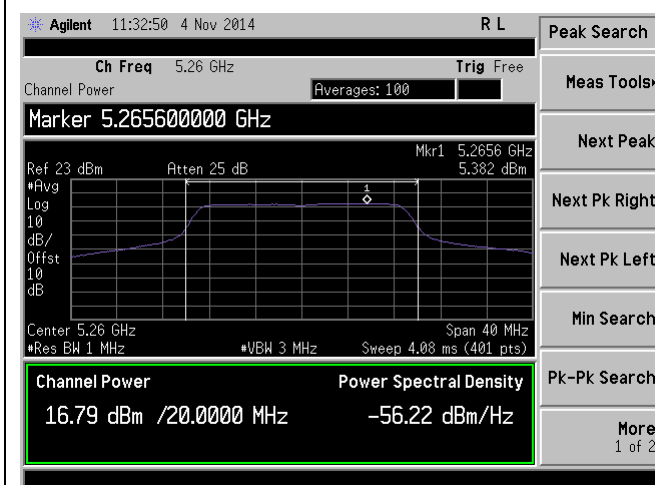 Agilent 11:32:50 4 Nov 2014 R L
Ch Freq 5.26 GHz Trig Free
Channel Power Averages: 100
Marker 5.265600000 GHz
Mkr1 5.2656 GHz
Ref 23 dBm Atten 25 dB 5.382 dBm
#Avg
Log
10
dB/
Offst
10
dB
1
Center 5.26 GHz Span 40 MHz
#Res BW 1 MHz #VBW 3 MHz Sweep 4.08 ms (401 pts)
Channel Power Power Spectral Density
16.79 dBm /20.0000 MHz -56.22 dBm/Hz
Peak Search
Meas Tools
Next Peak
Next Pk Right
Next Pk Left
Min Search
Pk-Pk Search
More
1 of 2